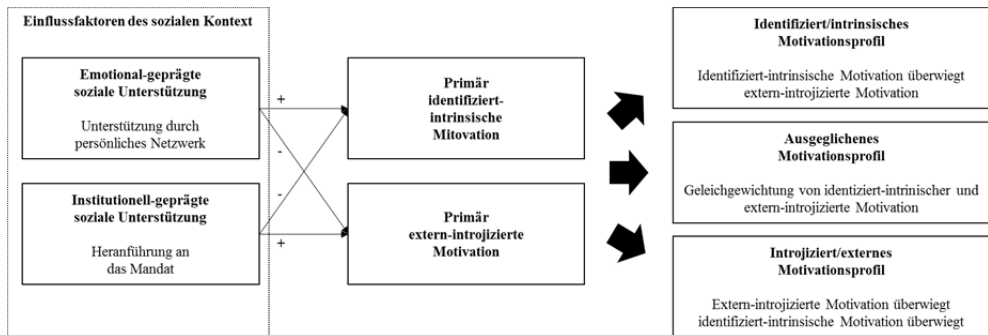 Einflussfaktoren des sozialen Kontext
Emotional-geprägte
soziale Unterstützung
Unterstützung durch
persönliches Netzwerk
Institutionell-geprägte
soziale Unterstützung
Heranführung an
das Mandat
+
-
-
+
Primär
identifiziert-
intrinsische
Mitovation
Primär
extern-introjizierte
Motivation
Identifiziert/intrinsisches
Motivationsprofil
Identifiziert-intrinsische Motivation überwiegt
extern-introjizierte Motivation
Ausgeglichenes
Motivationsprofil
Geleichgewichtung von identiziert-intrinischer und
extern-introjizierte Motivation
Introjiziert/externes
Motivationsprofil
Extern-introjizierte Motivation überwiegt
identifiziert-intrinsische Motivation überwiegt